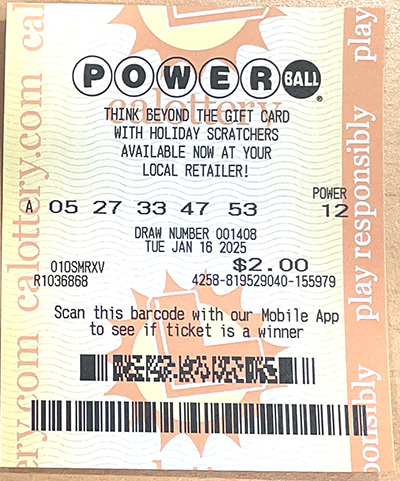 POWERBALL®
calottery
THINK BEYOND THE GIFT CARD
WITH HOLIDAY SCRATCHERS
AVAILABLE NOW AT YOUR
LOCAL RETAILER!
POWER
A 05 27 33 47 53 12
DRAW NUMBER 001408
TUE JAN 16 2025
010SMRXV $2.00
R1036868 4258-819529040-155979
Scan this barcode with our Mobile App
to see if ticket is a winner
calottery.com cal
play responsibly play